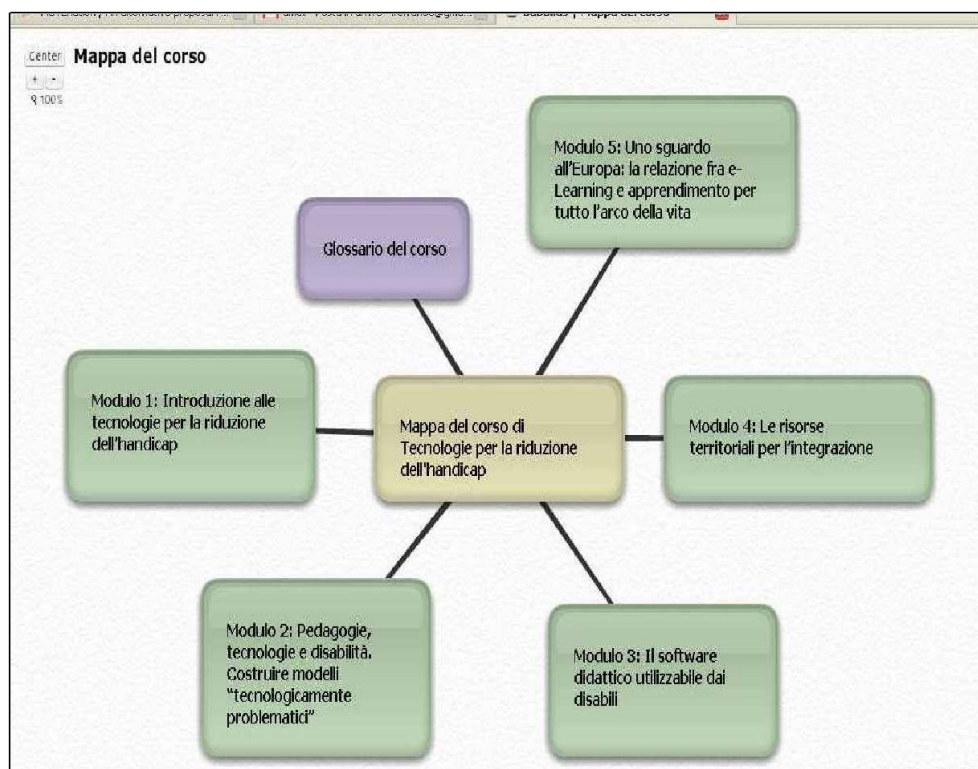 Center Mappa del corso
+ -
100%
Modulo 5: Uno sguardo
all'Europa: la relazione fra e-
Learning e apprendimento per
tutto l'arco della vita
Glossario del corso
Modulo 1: Introduzione alle
tecnologie per la riduzione
dell'handicap
Mappa del corso di
Tecnologie per la riduzione
dell'handicap
Modulo 4: Le risorse
territoriali per l'integrazione
Modulo 2: Pedagogie,
tecnologie e disabilità.
Costruire modelli
"tecnologicamente
problematici"
Modulo 3: Il software
didattico utilizzabile dai
disabili